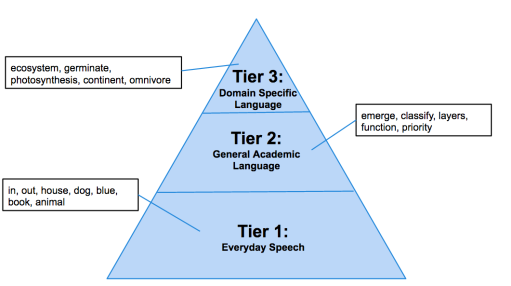 ecosystem, germinate,
photosynthesis, continent, omnivore
Tier 3:
Domain Specific
Language
emerge, classify, layers,
function, priority
Tier 2:
General Academic
Language
in, out, house, dog, blue,
book, animal
Tier 1:
Everyday Speech